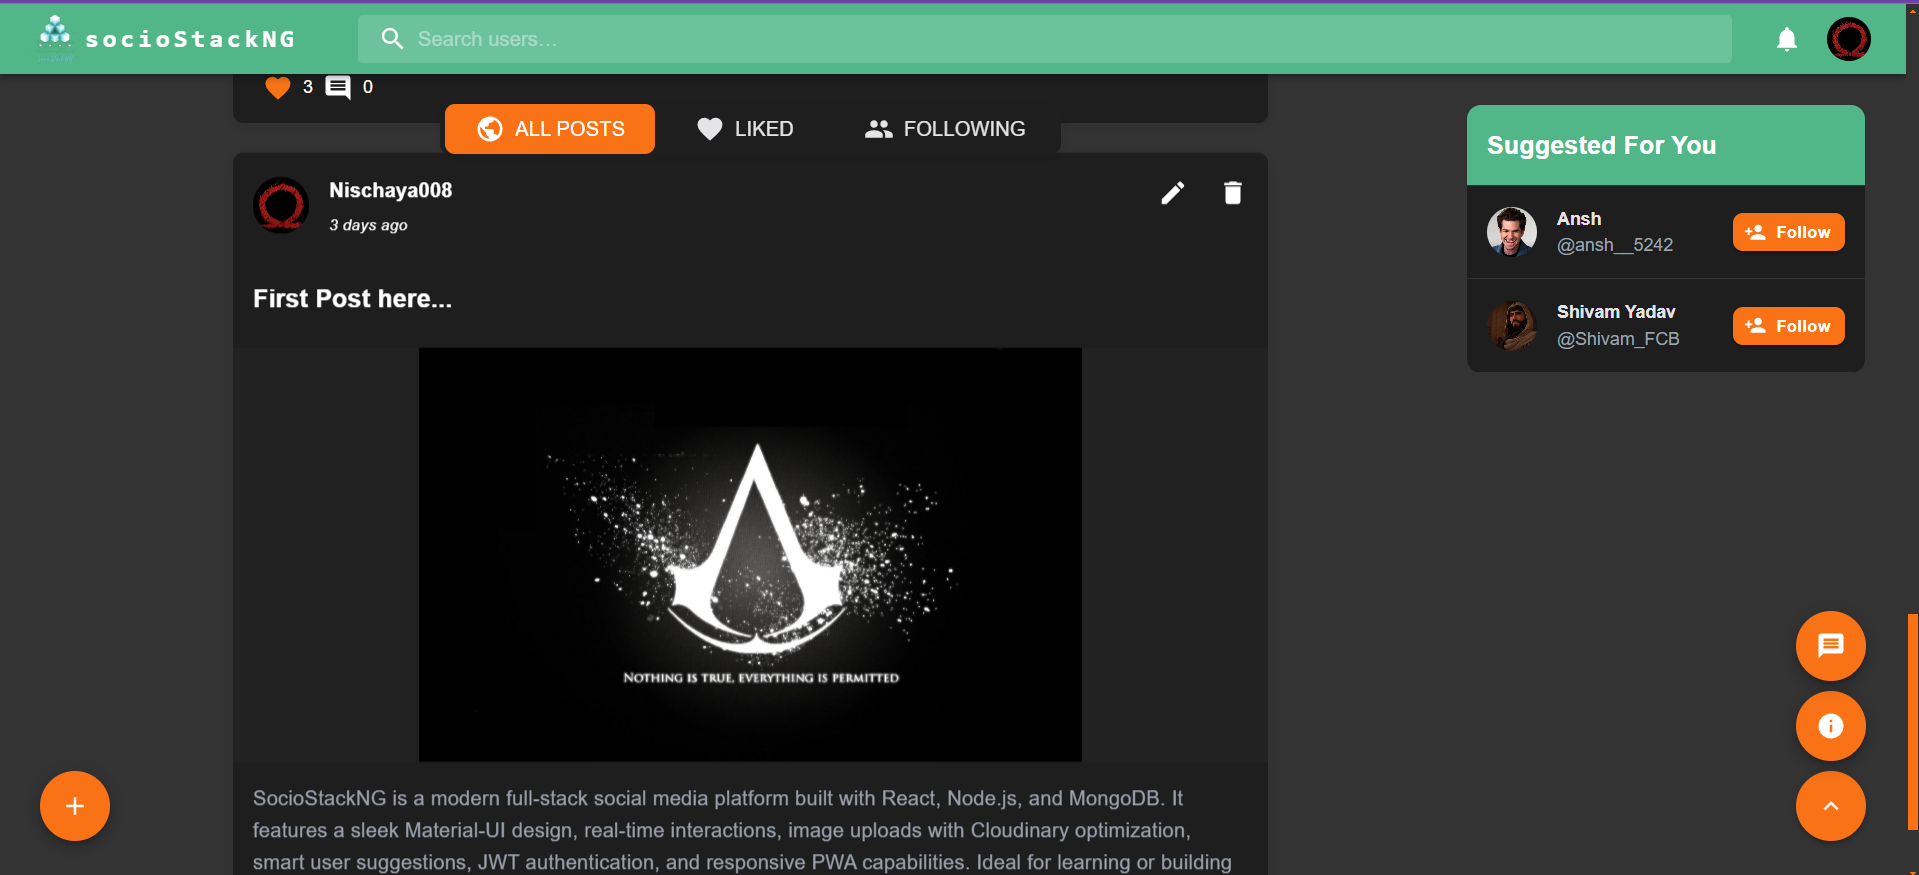 socioStackNG
Search users...
3 0
ALL POSTS LIKED FOLLOWING
Nischaya008
3 days ago
First Post here...
NOTHING IS TRUE, EVERYTHING IS PERMITTED
SocioStackNG is a modern full-stack social media platform built with React, Node.js, and MongoDB. It
features a sleek Material-UI design, real-time interactions, image uploads with Cloudinary optimization,
smart user suggestions, JWT authentication, and responsive PWA capabilities. Ideal for learning or building
Suggested For You
Ansh
@ansh__5242
Follow
Shivam Yadav
@Shivam_FCB
Follow